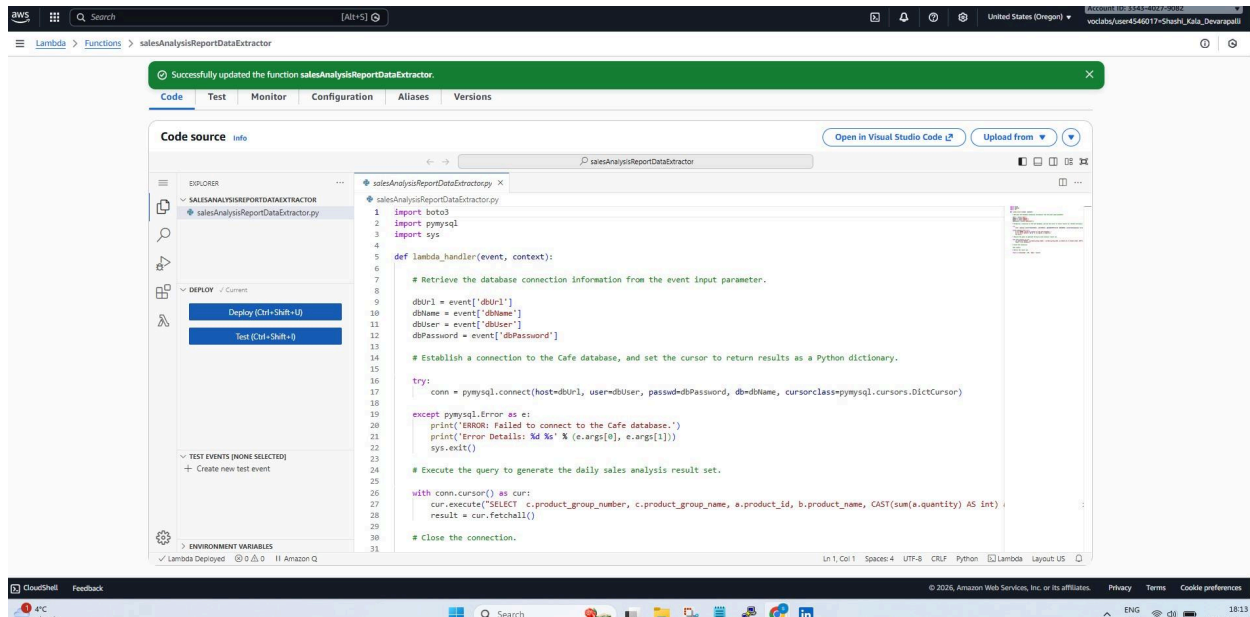 aws
Search
[Alt+S]
United States (Oregon)
Account ID: 3343-4027-9082
voclabs/user4546017=Shashi_Kala_Devarapalli
Lambda > Functions > salesAnalysisReportDataExtractor
Successfully updated the function salesAnalysisReportDataExtractor.
Code Test Monitor Configuration Aliases Versions
Code source Info
Open in Visual Studio Code
Upload from
salesAnalysisReportDataExtractor
EXPLORER
SALESANALYSISREPORTDATAEXTRACTOR
salesAnalysisReportDataExtractor.py
DEPLOY ✓ Current
Deploy (Ctrl+Shift+U)
Test (Ctrl+Shift+I)
TEST EVENTS [NONE SELECTED]
+ Create new test event
ENVIRONMENT VARIABLES
salesAnalysisReportDataExtractor.py
salesAnalysisReportDataExtractor.py
1 import boto3
2 import pymysql
3 import sys
4
5 def lambda_handler(event, context):
6
7 # Retrieve the database connection information from the event input parameter.
8
9 dbUrl = event['dbUrl']
10 dbName = event['dbName']
11 dbUser = event['dbUser']
12 dbPassword = event['dbPassword']
13
14 # Establish a connection to the Cafe database, and set the cursor to return results as a Python dictionary.
15
16 try:
17 conn = pymysql.connect(host=dbUrl, user=dbUser, passwd=dbPassword, db=dbName, cursorclass=pymysql.cursors.DictCursor)
18
19 except pymysql.Error as e:
20 print('ERROR: Failed to connect to the Cafe database.')
21 print('Error Details: %d %s' % (e.args[0], e.args[1]))
22 sys.exit()
23
24 # Execute the query to generate the daily sales analysis result set.
25
26 with conn.cursor() as cur:
27 cur.execute("SELECT c.product_group_number, c.product_group_name, a.product_id, b.product_name, CAST(sum(a.quantity) AS int)
28 result = cur.fetchall()
29
30 # Close the connection.
31
Lambda Deployed 0 0 Amazon Q
Ln 1, Col 1 Spaces: 4 UTF-8 CRLF Python Lambda Layout: US
CloudShell Feedback
© 2026, Amazon Web Services, Inc. or its affiliates. Privacy Terms Cookie preferences
1
4°C
Search
ENG
18:13